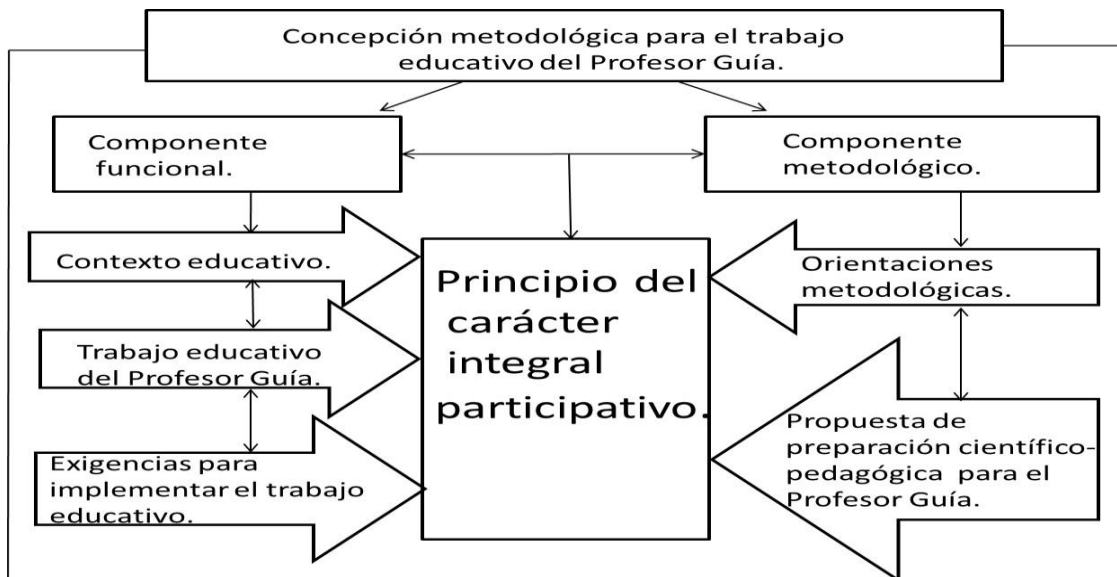 Concepción metodológica para el trabajo
educativo del Profesor Guía.
Componente
funcional.
Componente
metodológico.
Contexto educativo.
Trabajo educativo
del Profesor Guía.
Exigencias para
implementar el trabajo
educativo.
Principio del
carácter
integral
participativo.
Orientaciones
metodológicas.
Propuesta de
preparación científico-
pedagógica para el
Profesor Guía.